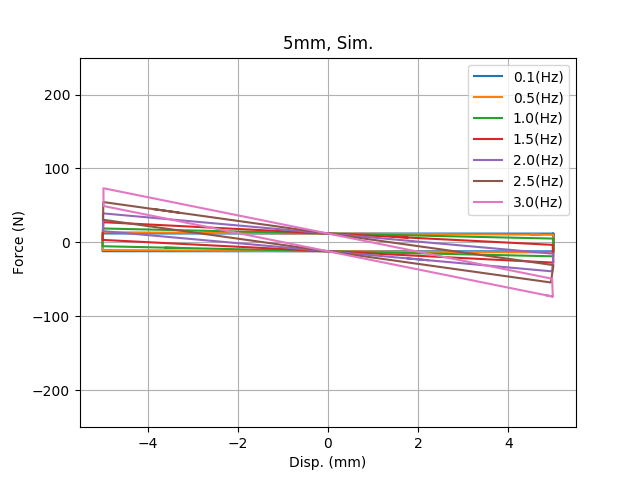 5mm, Sim.
0.1(Hz)
0.5(Hz)
1.0(Hz)
1.5(Hz)
2.0(Hz)
2.5(Hz)
3.0(Hz)
Force (N)
200
100
0
−100
−200
−4 −2 0 2 4
Disp. (mm)